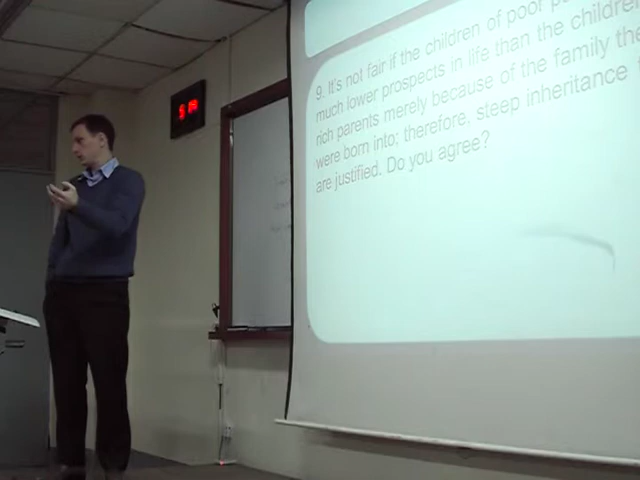 9. It's not fair if the children of poor
much lower prospects in life than the children
rich parents merely because of the family
were born into; therefore, steep inheritance
are justified. Do you agree?